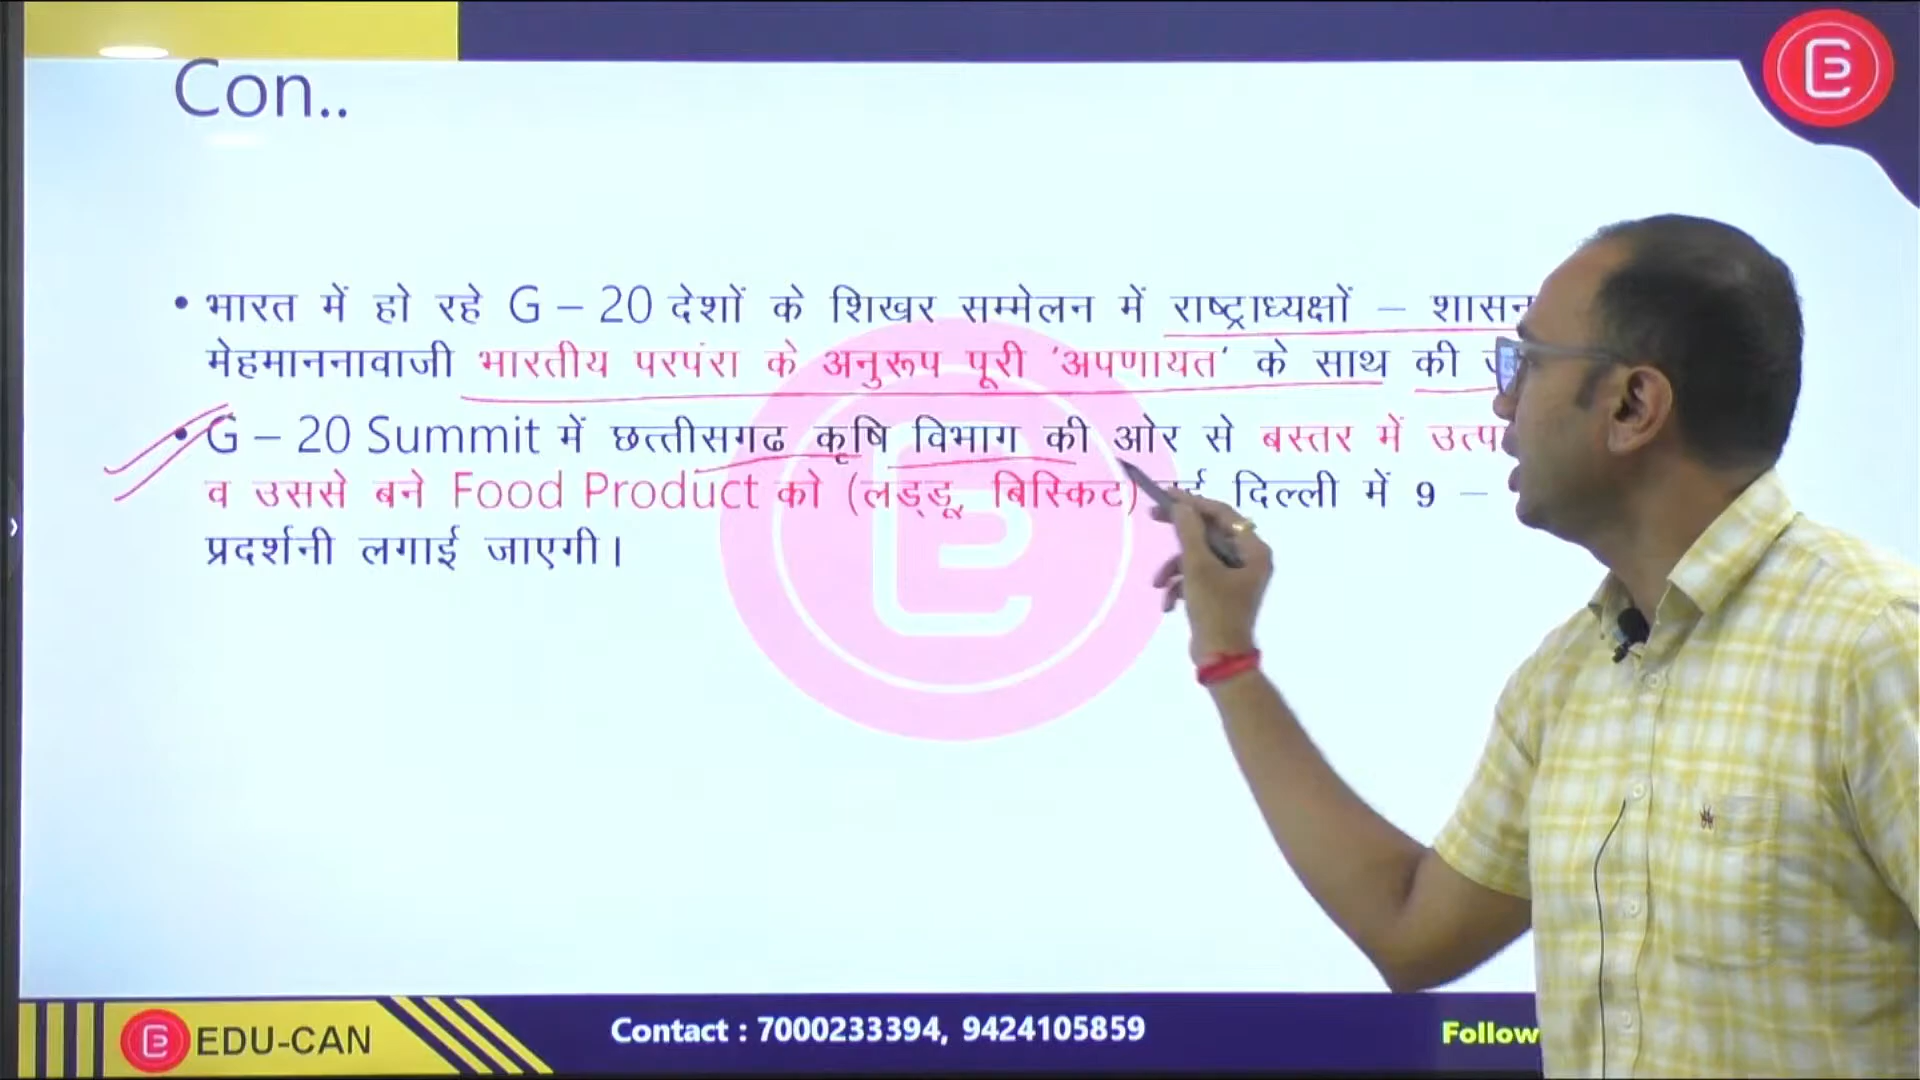 Con..
• भारत में हो रहे G – 20 देशों के शिखर सम्मेलन में राष्ट्राध्यक्षों – शासन
मेहमाननावाजी भारतीय परपंरा के अनुरूप पूरी 'अपणायत' के साथ की
• G – 20 Summit में छत्तीसगढ कृषि विभाग की ओर से बस्तर में
व उससे बने Food Product को (लड्डू, बिस्किट) दिल्ली में 9 –
प्रदर्शनी लगाई जाएगी।
EDU-CAN
Contact : 7000233394, 9424105859
Follow